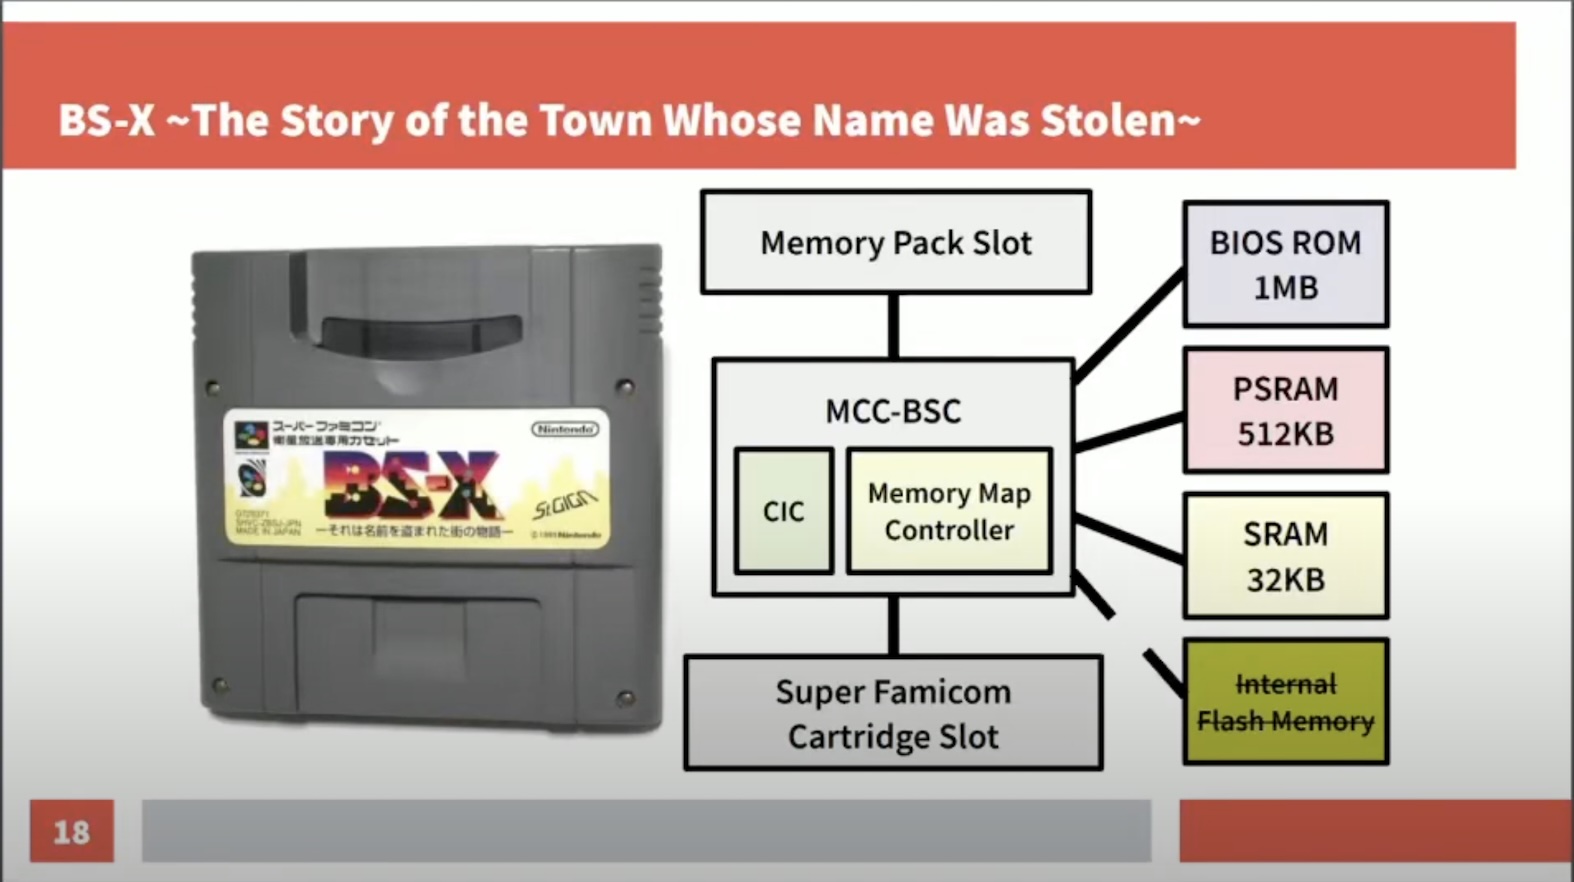 BS-X ~The Story of the Town Whose Name Was Stolen~
スーパーファミコン
衛星放送専用カセット
Nintendo
BS-X
St.GIGA
SHVC-ZBSJ-JPN
MADE IN JAPAN
―それは名前を盗まれた街の物語―
©1995 Nintendo
Memory Pack Slot
MCC-BSC
CIC
Memory Map
Controller
Super Famicom
Cartridge Slot
BIOS ROM
1MB
PSRAM
512KB
SRAM
32KB
Internal
Flash Memory
18